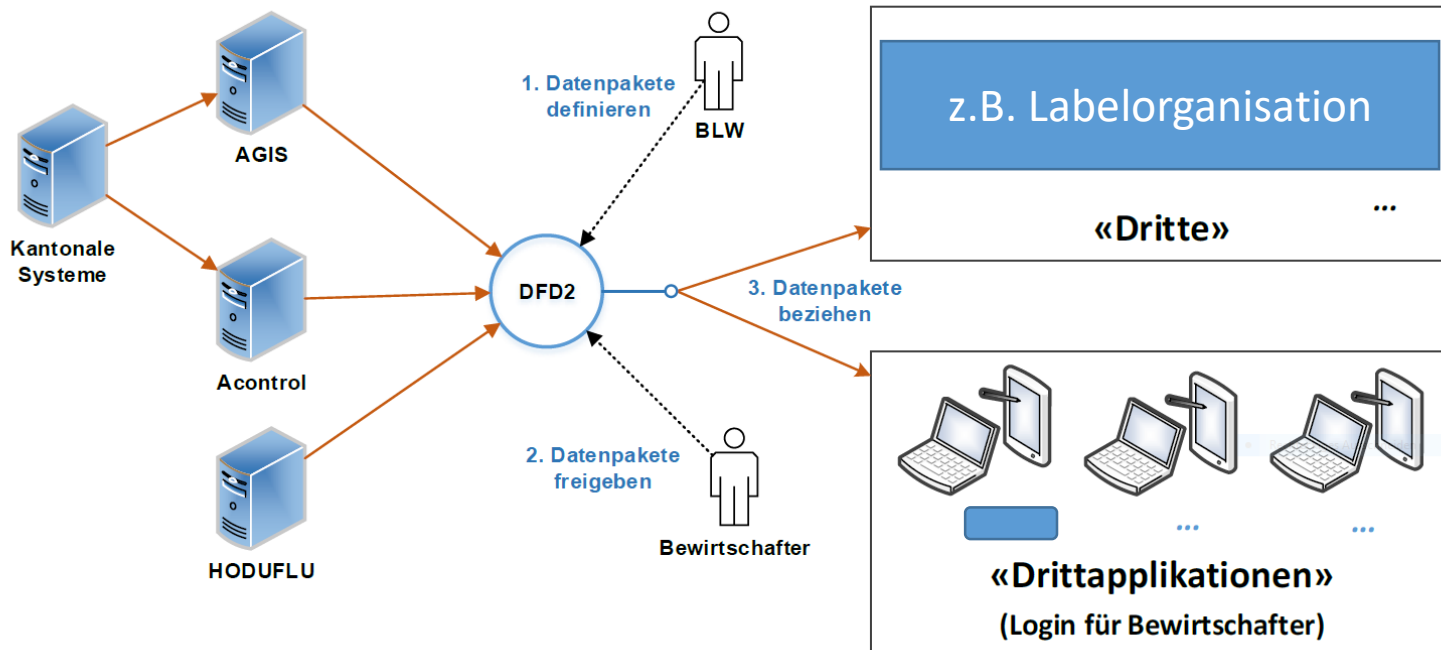 AGIS
Kantonale
Systeme
Acontrol
HODUFLU
1. Datenpakete
definieren
BLW
DFD2
2. Datenpakete
freigeben
Bewirtschafter
3. Datenpakete
beziehen
z.B. Labelorganisation
...
«Dritte»
...
...
«Drittapplikationen»
(Login für Bewirtschafter)